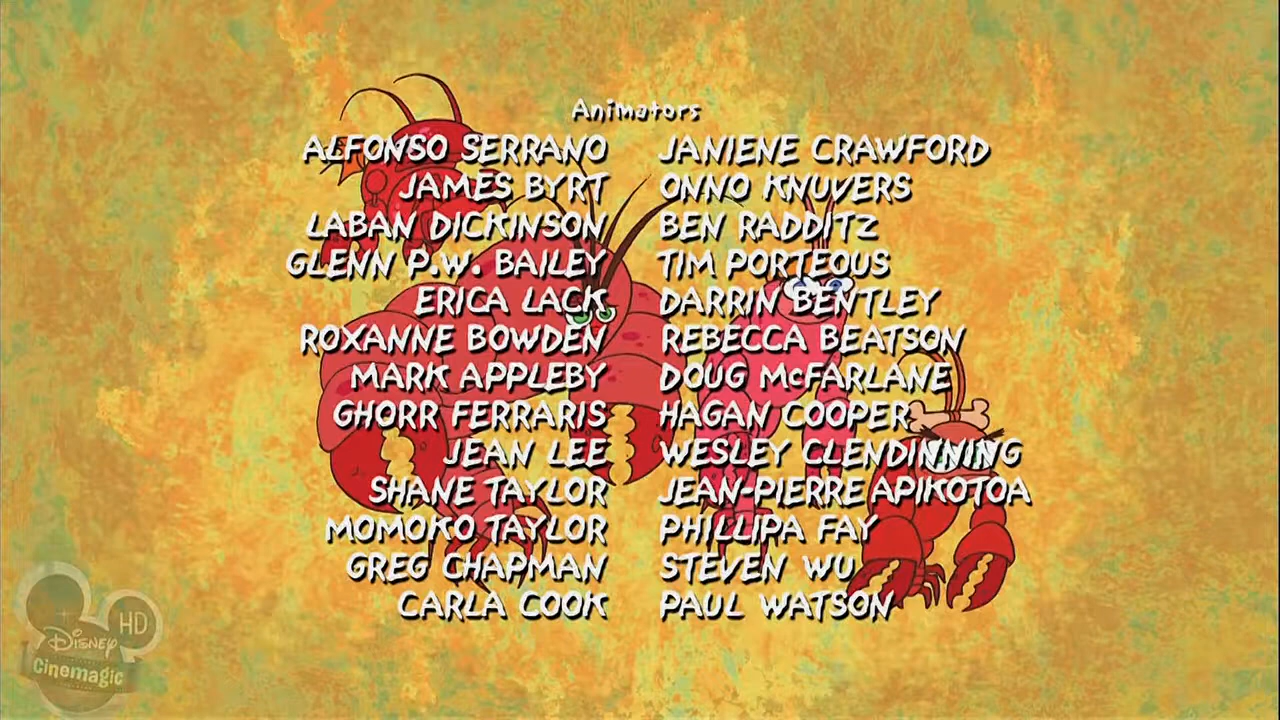 Animators
ALFONSO SERRANO JANIENE CRAWFORD
JAMES BYRT ONNO KNUVERS
LABAN DICKINSON BEN RADDITZ
GLENN P.W. BAILEY TIM PORTEOUS
ERICA LACK DARRIN BENTLEY
ROXANNE BOWDEN REBECCA BEATSON
MARK APPLEBY DOUG McFARLANE
GHORR FERRARIS HAGAN COOPER
JEAN LEE WESLEY CLENDINNING
SHANE TAYLOR JEAN-PIERRE APIKOTOA
MOMOKO TAYLOR PHILLIPA FAY
GREG CHAPMAN STEVEN WU
CARLA COOK PAUL WATSON
HD
Disney
Cinemagic